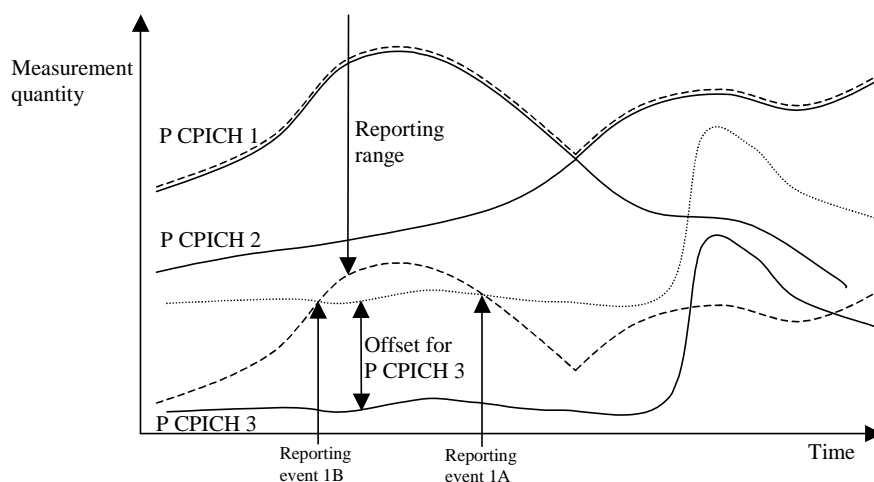 Measurement
quantity
P CPICH 1
Reporting
range
P CPICH 2
Offset for
P CPICH 3
P CPICH 3
Time
Reporting
event 1B
Reporting
event 1A